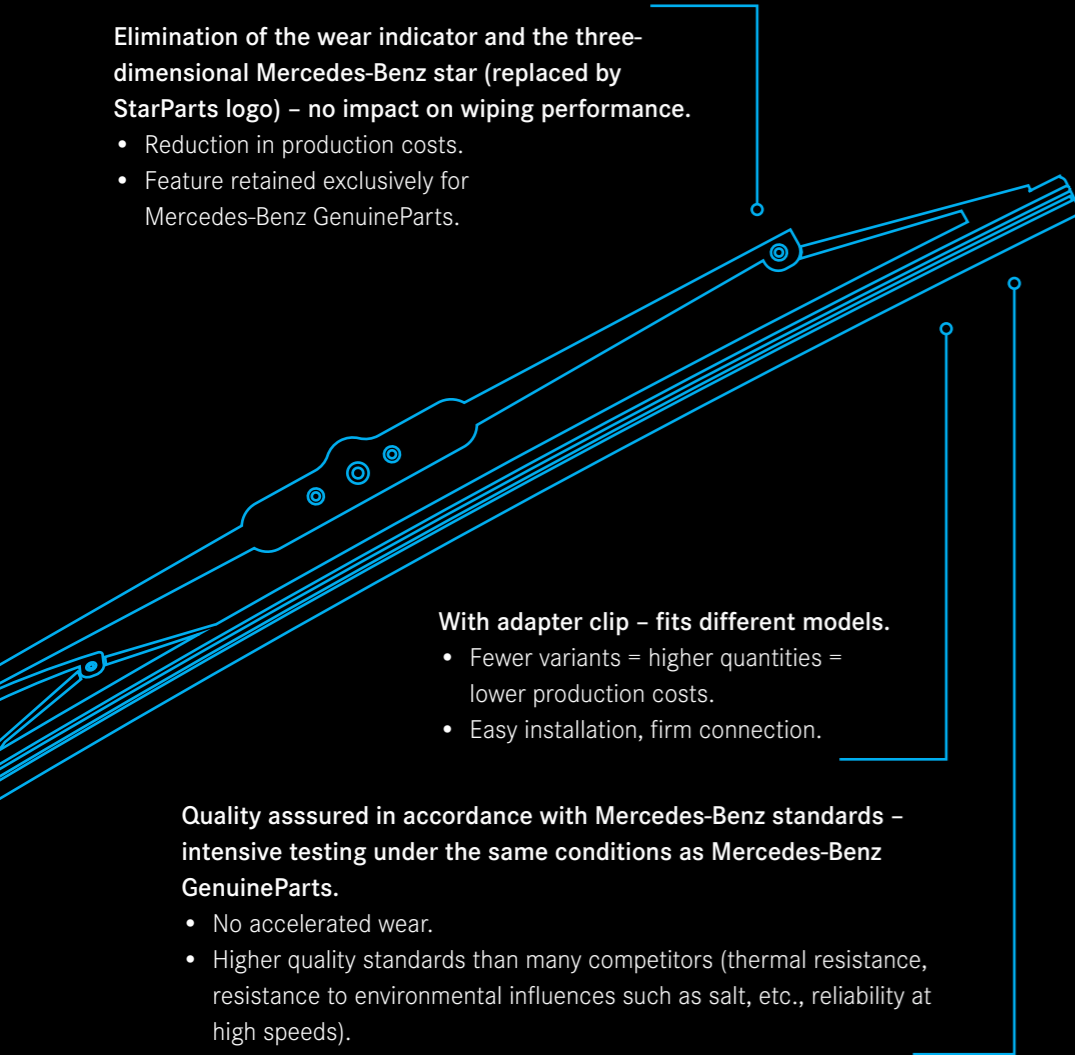 Elimination of the wear indicator and the three-
dimensional Mercedes-Benz star (replaced by
StarParts logo) – no impact on wiping performance.
• Reduction in production costs.
• Feature retained exclusively for
Mercedes-Benz GenuineParts.
With adapter clip – fits different models.
• Fewer variants = higher quantities =
lower production costs.
• Easy installation, firm connection.
Quality asssured in accordance with Mercedes-Benz standards –
intensive testing under the same conditions as Mercedes-Benz
GenuineParts.
• No accelerated wear.
• Higher quality standards than many competitors (thermal resistance,
resistance to environmental influences such as salt, etc., reliability at
high speeds).